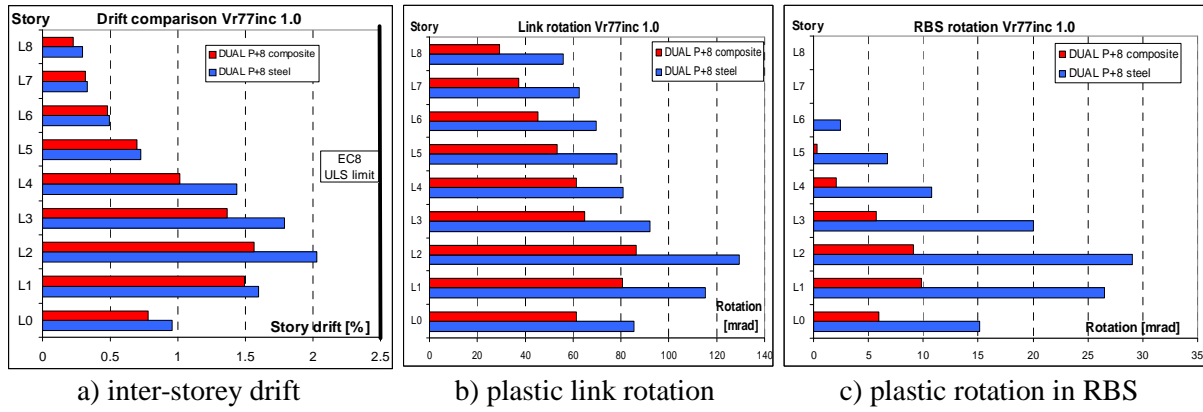 Story
Drift comparison Vr77inc 1.0
DUAL P+8 composite
DUAL P+8 steel
L8
L7
L6
L5
L4
L3
L2
L1
L0
EC8
ULS limit
Story drift [%]
0 0.5 1 1.5 2 2.5
a) inter-storey drift
Story
Link rotation Vr77inc 1.0
DUAL P+8 composite
DUAL P+8 steel
L8
L7
L6
L5
L4
L3
L2
L1
L0
Rotation
[mrad]
0 20 40 60 80 100 120 140
b) plastic link rotation
Story
RBS rotation Vr77inc 1.0
DUAL P+8 composite
DUAL P+8 steel
L8
L7
L6
L5
L4
L3
L2
L1
L0
Rotation [mrad]
0 5 10 15 20 25 30 35
c) plastic rotation in RBS